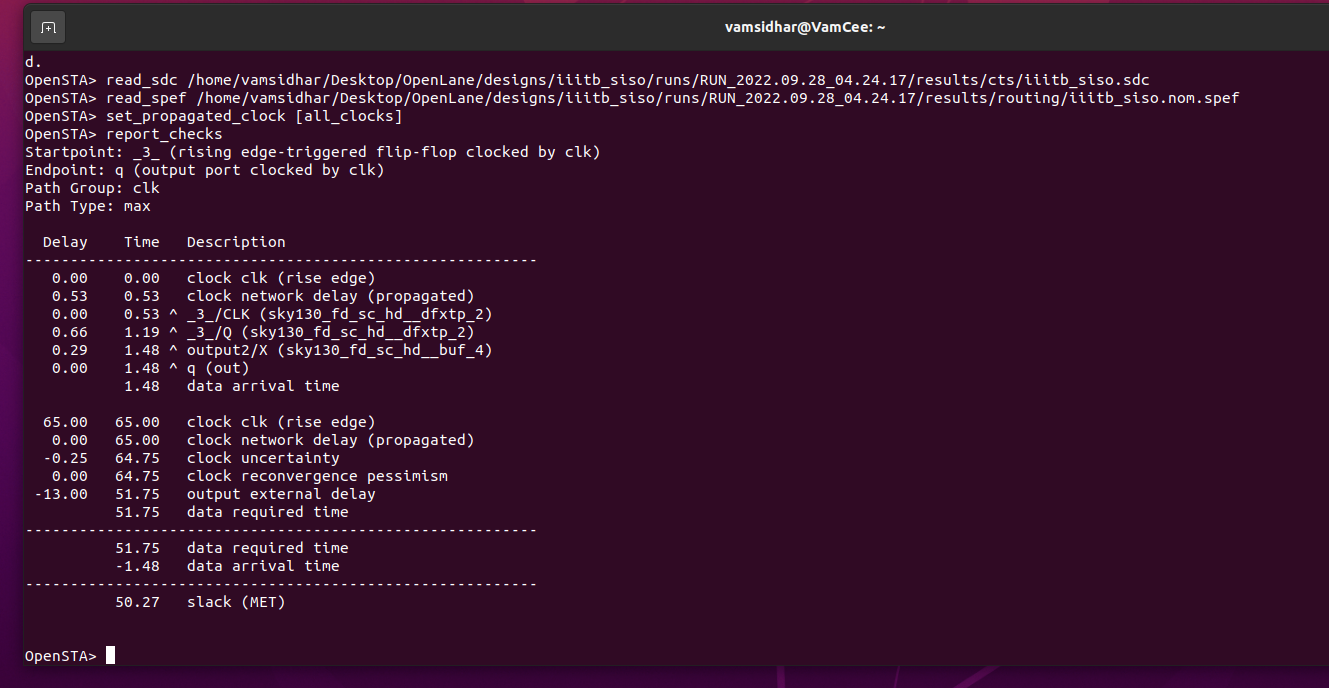 vamsidhar@VamCee: ~
d.
OpenSTA> read_sdc /home/vamsidhar/Desktop/OpenLane/designs/iiitb_siso/runs/RUN_2022.09.28_04.24.17/results/cts/iiitb_siso.sdc
OpenSTA> read_spef /home/vamsidhar/Desktop/OpenLane/designs/iiitb_siso/runs/RUN_2022.09.28_04.24.17/results/routing/iiitb_siso.nom.spef
OpenSTA> set_propagated_clock [all_clocks]
OpenSTA> report_checks
Startpoint: _3_ (rising edge-triggered flip-flop clocked by clk)
Endpoint: q (output port clocked by clk)
Path Group: clk
Path Type: max

  Delay    Time   Description
---------------------------------------------------------
   0.00    0.00   clock clk (rise edge)
   0.53    0.53   clock network delay (propagated)
   0.00    0.53 ^ _3_/CLK (sky130_fd_sc_hd__dfxtp_2)
   0.66    1.19 ^ _3_/Q (sky130_fd_sc_hd__dfxtp_2)
   0.29    1.48 ^ output2/X (sky130_fd_sc_hd__buf_4)
   0.00    1.48 ^ q (out)
           1.48   data arrival time

  65.00   65.00   clock clk (rise edge)
   0.00   65.00   clock network delay (propagated)
  -0.25   64.75   clock uncertainty
   0.00   64.75   clock reconvergence pessimism
 -13.00   51.75   output external delay
          51.75   data required time
---------------------------------------------------------
          51.75   data required time
          -1.48   data arrival time
---------------------------------------------------------
          50.27   slack (MET)

OpenSTA>